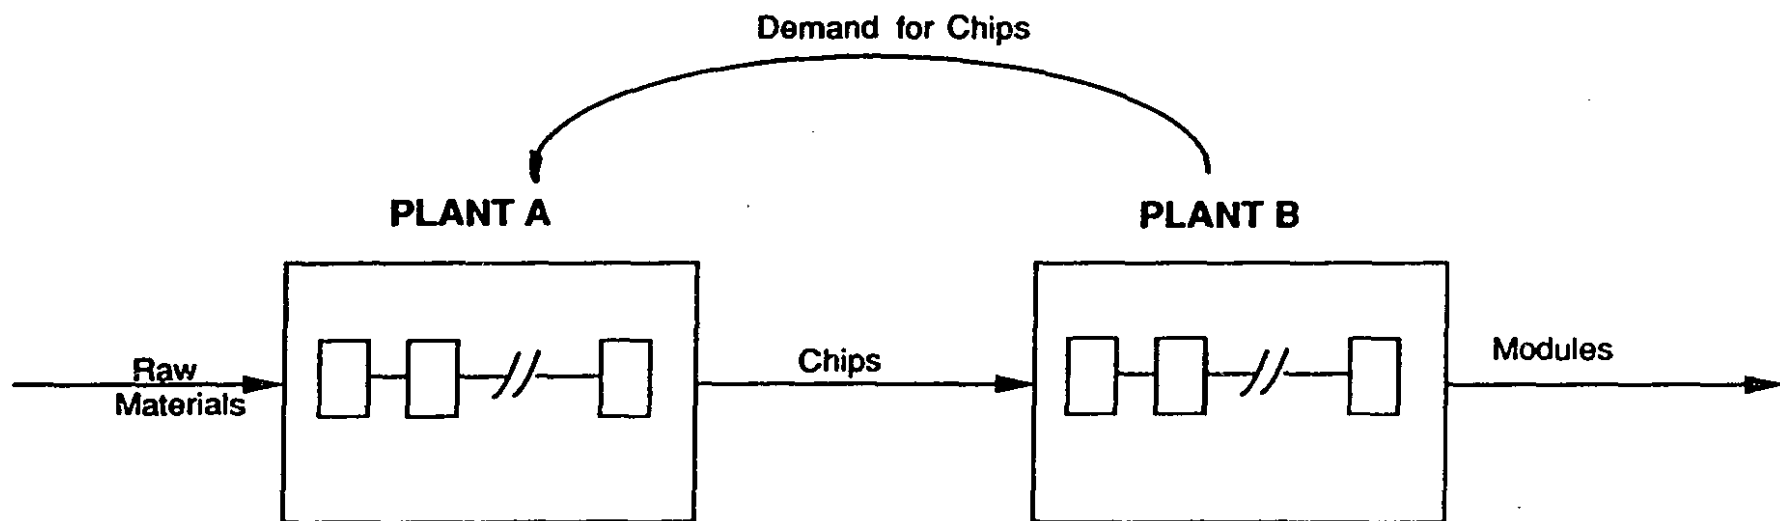 Demand for Chips
PLANT A
PLANT B
Raw
Materials
Chips
Modules